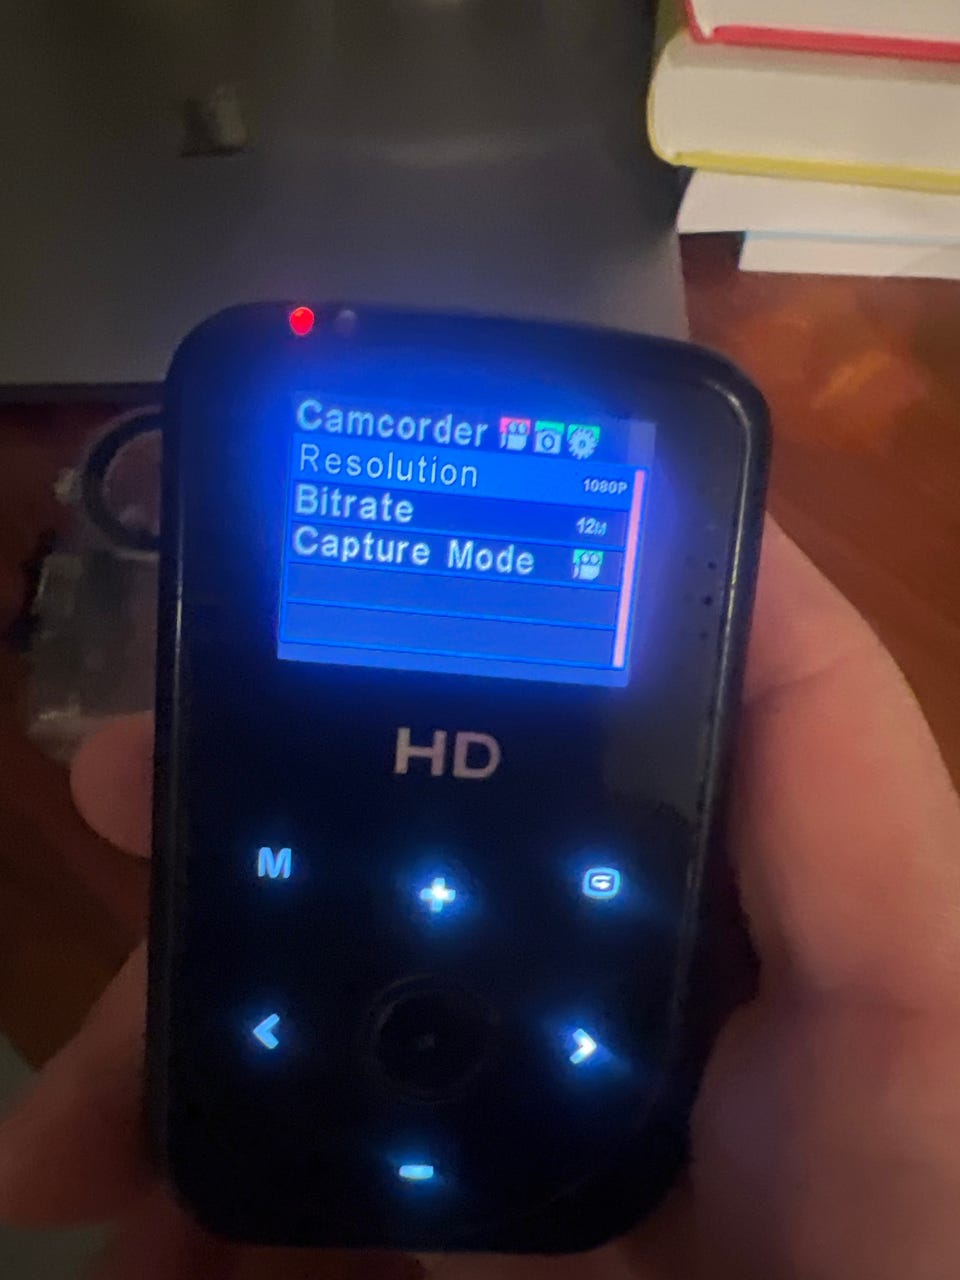 Camcorder
Resolution 1080P
Bitrate 12M
Capture Mode
HD
M